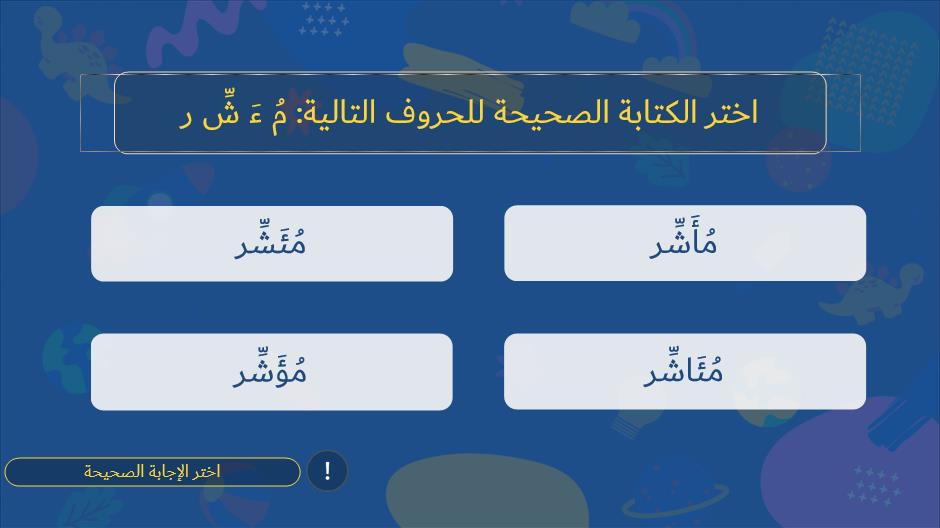 اختر الكتابة الصحيحة للحروف التالية: مُ ءَ شِّ ر
مُأَشِّر
مُئَشِّر
مُئَاشِّر
مُؤَشِّر
!
اختر الإجابة الصحيحة